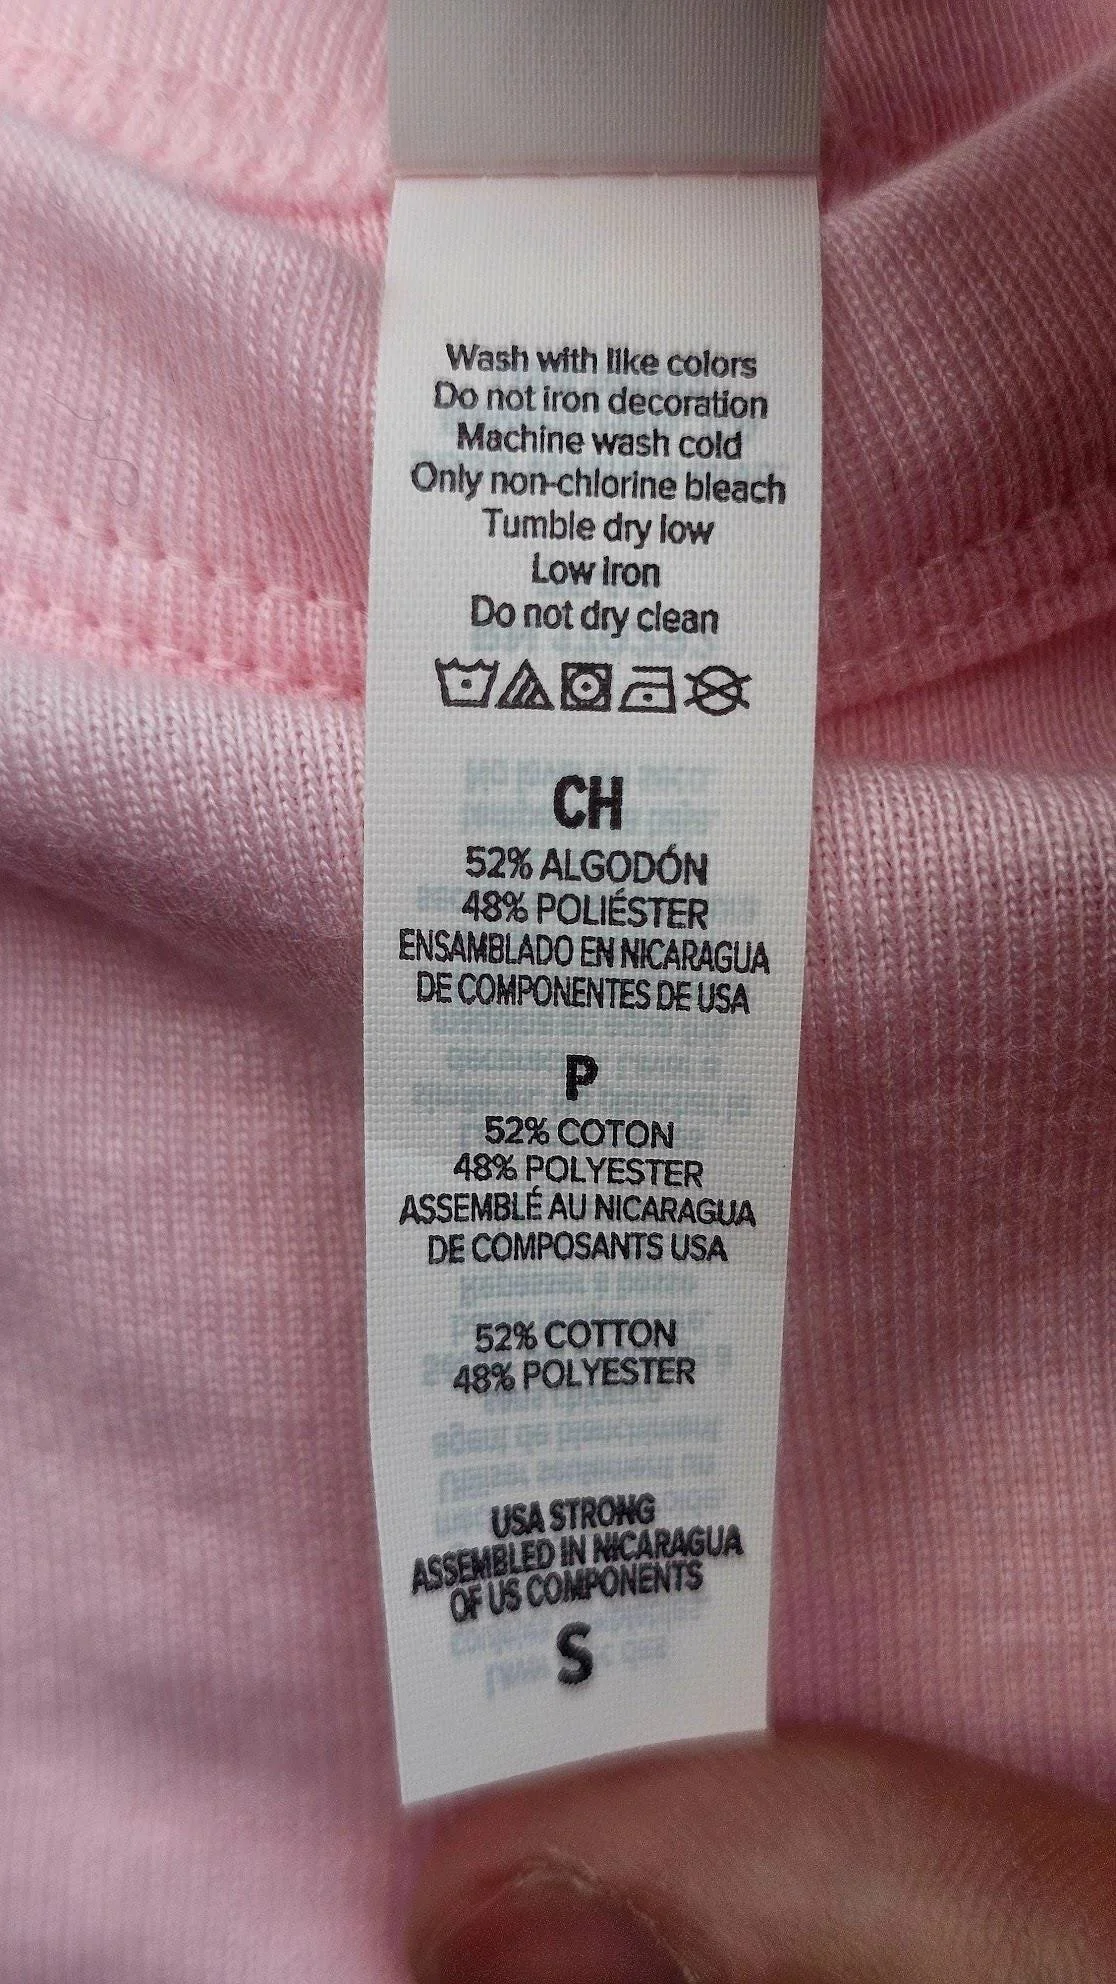 Wash with like colors
Do not iron decoration
Machine wash cold
Only non-chlorine bleach
Tumble dry low
Low iron
Do not dry clean
CH
52% ALGODÓN
48% POLIÉSTER
ENSAMBLADO EN NICARAGUA
DE COMPONENTES DE USA
P
52% COTON
48% POLYESTER
ASSEMBLÉ AU NICARAGUA
DE COMPOSANTS USA
52% COTTON
48% POLYESTER
USA STRONG
ASSEMBLED IN NICARAGUA
OF US COMPONENTS
S